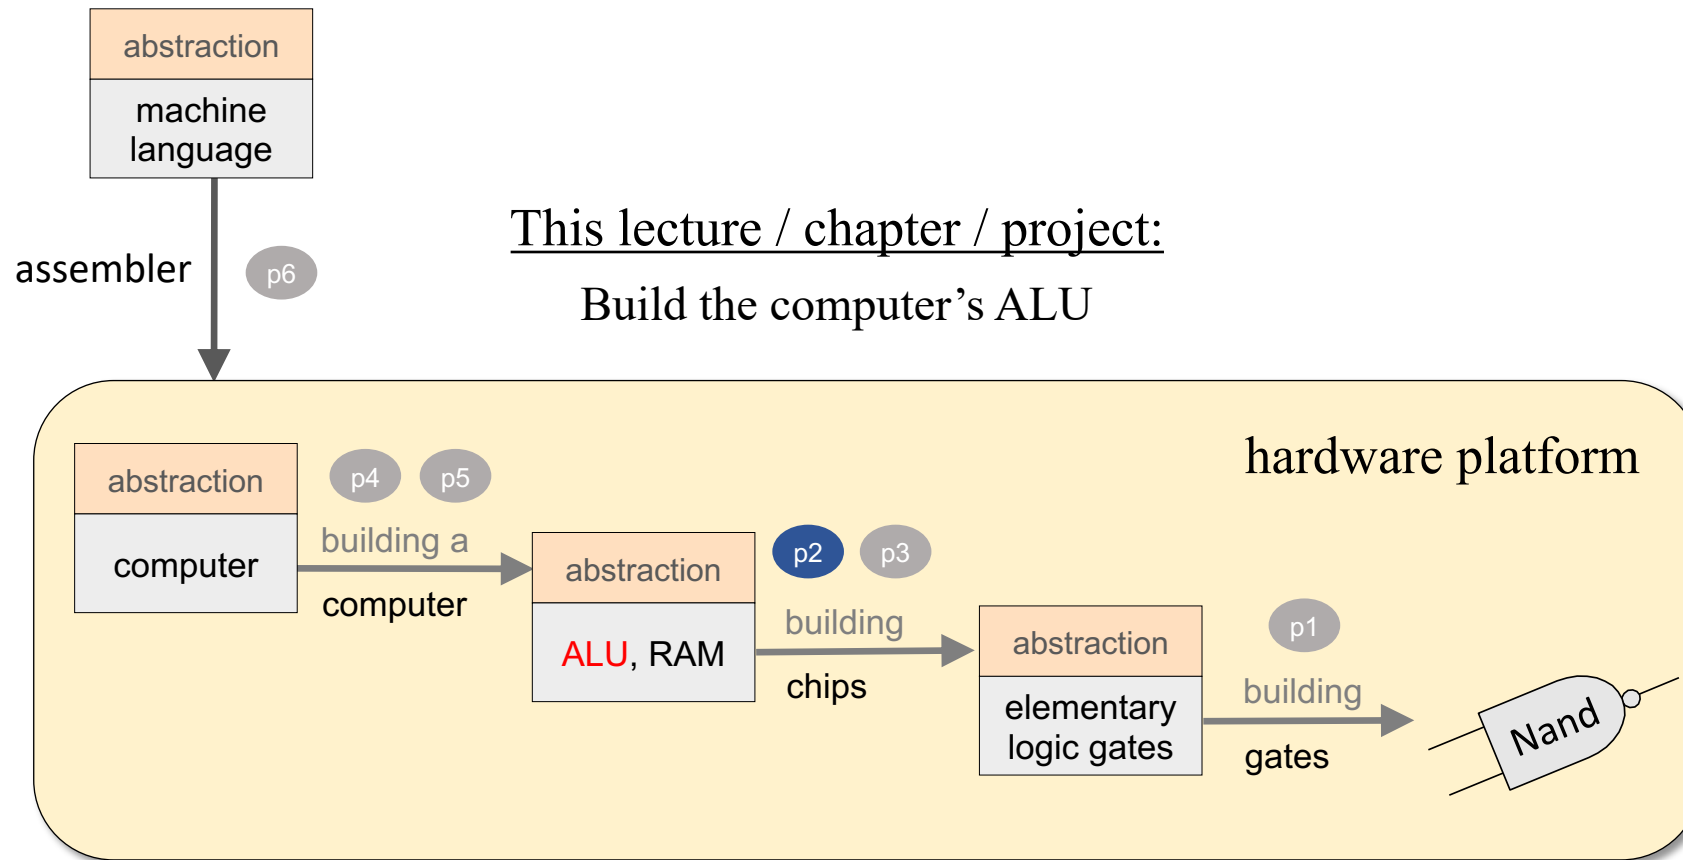 abstraction
machine
language
This lecture / chapter / project:
assembler
p6
Build the computer’s ALU
hardware platform
abstraction
computer
p4
p5
building a
computer
abstraction
ALU, RAM
p2
p3
building
chips
abstraction
elementary
logic gates
p1
building
gates
Nand